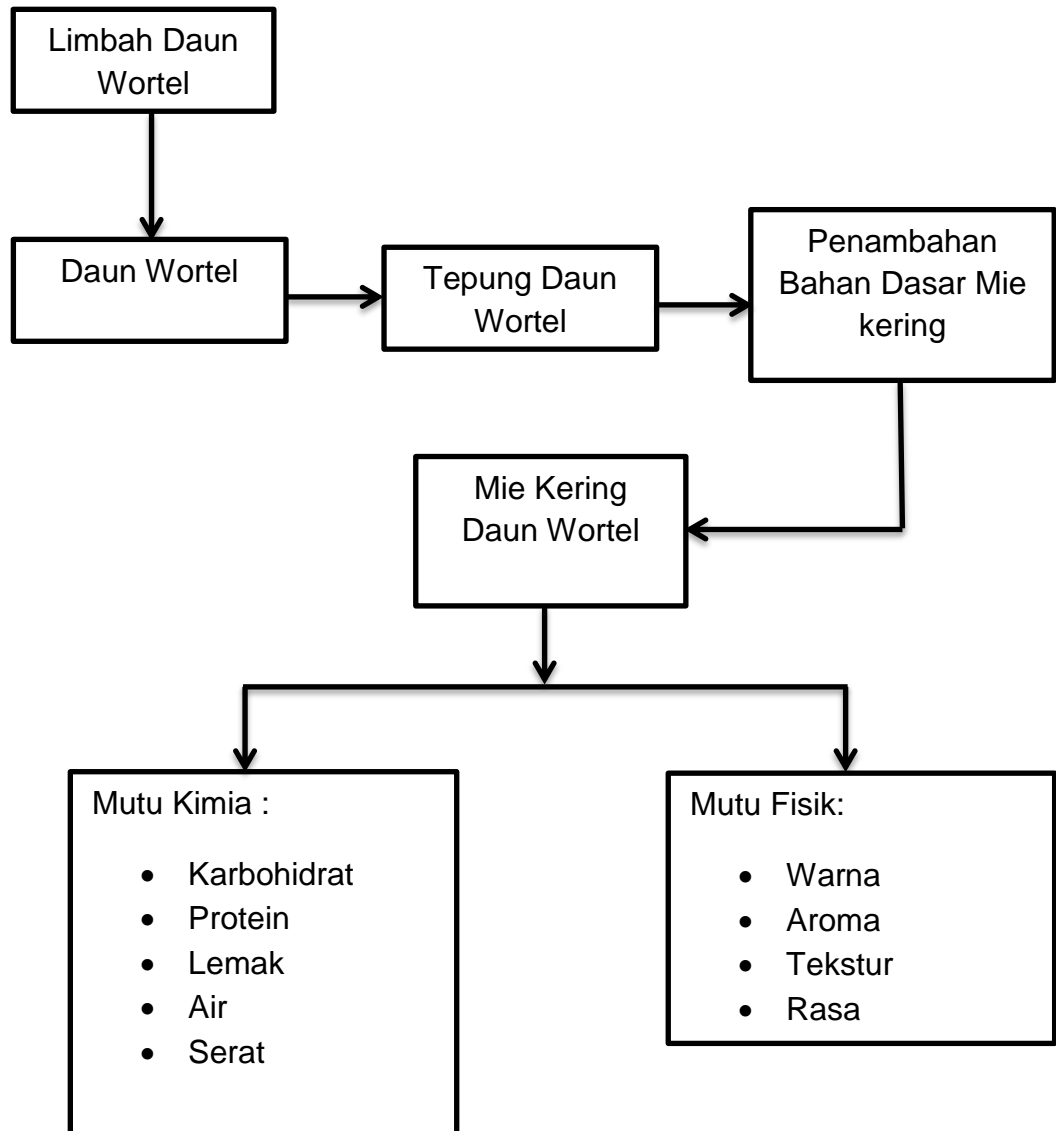 Limbah Daun
Wortel
Daun Wortel
Tepung Daun
Wortel
Penambahan
Bahan Dasar Mie
kering
Mie Kering
Daun Wortel
Mutu Kimia :
• Karbohidrat
• Protein
• Lemak
• Air
• Serat
Mutu Fisik:
• Warna
• Aroma
• Tekstur
• Rasa